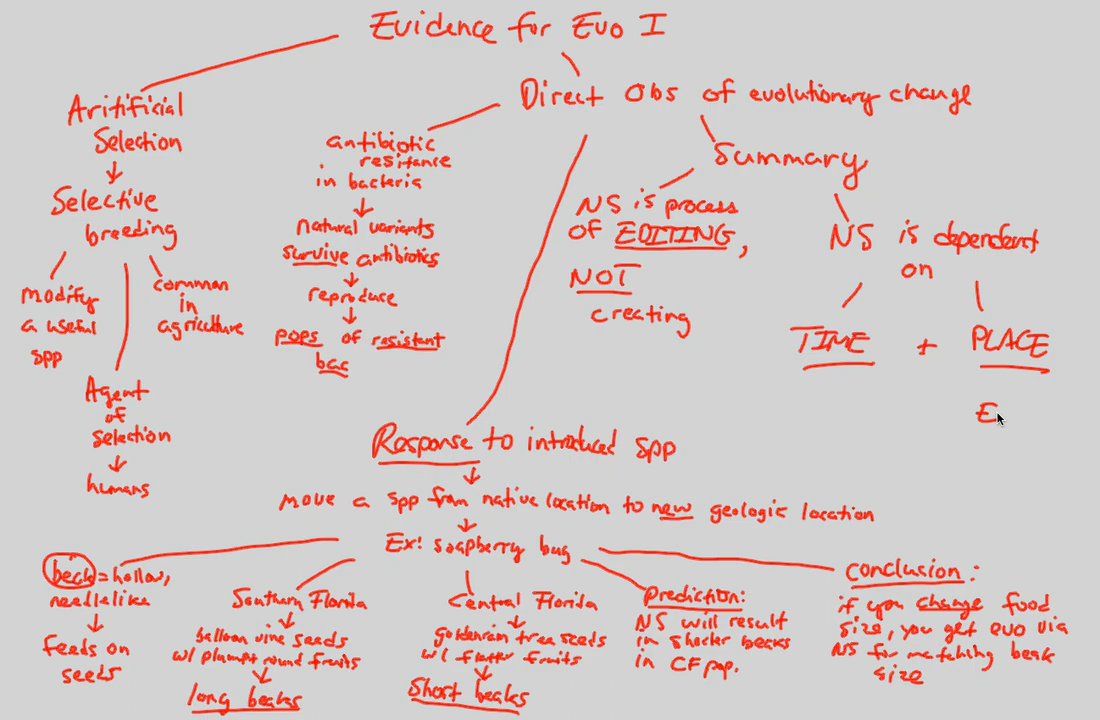 Evidence for Evo I
Aritificial
Selection
Selective
breeding
modify
a useful
spp
common
in
agriculture
Agent
of
selection
humans
Direct Obs of evolutionary change
antibiotic
resitance
in bacteria
natural variants
survive antibiotics
reproduce
pops of resistant
bac
Summary
NS is process
of EDITING,
NOT
creating
NS is dependent
on
TIME + PLACE
E
Response to introduced spp
move a spp from native location to new geologic location
Ex: soapberry bug
beak = hollow,
needlelike
feeds on
seeds
Southern Florida
balloon vine seeds
w/ plumpt round fruits
long beaks
Central Florida
goldenrain tree seeds
w/ flatter fruits
Short beaks
Prediction:
NS will result
in shorter beaks
in CF pop.
Conclusion:
if you change food
size, you get evo via
NS for matching beak
size